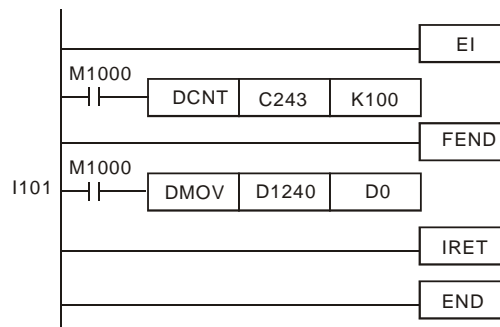 EI
M1000
DCNT C243 K100
FEND
M1000
I101 DMOV D1240 D0
IRET
END